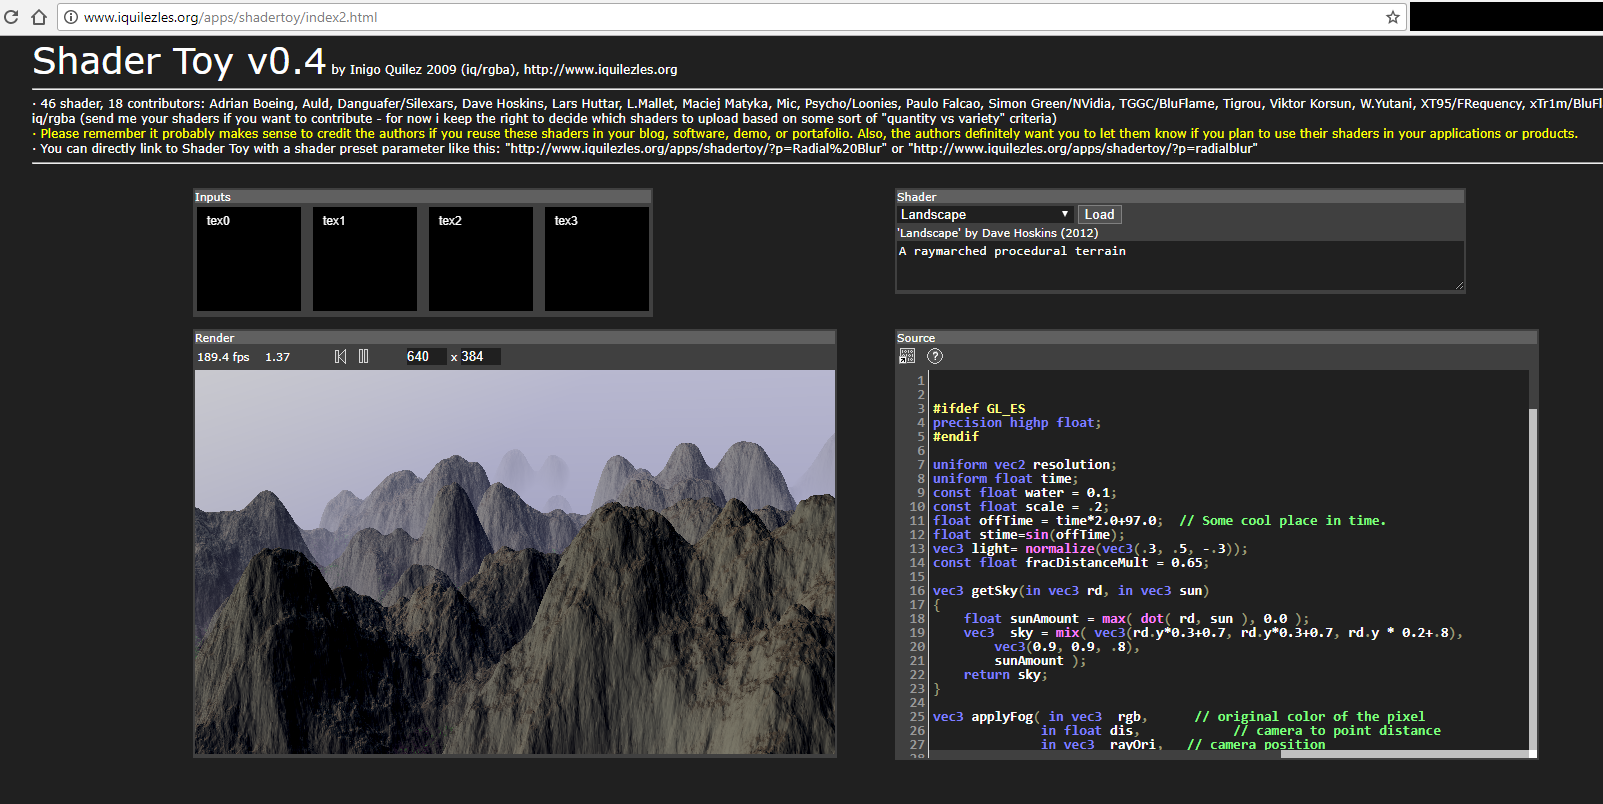 www.iquilezles.org/apps/shadertoy/index2.html
Shader Toy v0.4 by Inigo Quilez 2009 (iq/rgba), http://www.iquilezles.org
· 46 shader, 18 contributors: Adrian Boeing, Auld, Danguafer/Silexars, Dave Hoskins, Lars Huttar, L.Mallet, Maciej Matyka, Mic, Psycho/Loonies, Paulo Falcao, Simon Green/NVidia, TGGC/BluFlame, Tigrou, Viktor Korsun, W.Yutani, XT95/FRequency, xTr1m/BluFl
iq/rgba (send me your shaders if you want to contribute - for now i keep the right to decide which shaders to upload based on some sort of "quantity vs variety" criteria)
· Please remember it probably makes sense to credit the authors if you reuse these shaders in your blog, software, demo, or portafolio. Also, the authors definitely want you to let them know if you plan to use their shaders in your applications or products.
· You can directly link to Shader Toy with a shader preset parameter like this: "http://www.iquilezles.org/apps/shadertoy/?p=Radial%20Blur" or "http://www.iquilezles.org/apps/shadertoy/?p=radialblur"
Inputs
tex0 tex1 tex2 tex3
Shader
Landscape Load
'Landscape' by Dave Hoskins (2012)
A raymarched procedural terrain
Render
189.4 fps 1.37 640 x 384
Source
?
1
2
3 #ifdef GL_ES
4 precision highp float;
5 #endif
6
7 uniform vec2 resolution;
8 uniform float time;
9 const float water = 0.1;
10 const float scale = .2;
11 float offTime = time*2.0+97.0;  // Some cool place in time.
12 float stime=sin(offTime);
13 vec3 light= normalize(vec3(.3, .5, -.3));
14 const float fracDistanceMult = 0.65;
15
16 vec3 getSky(in vec3 rd, in vec3 sun)
17 {
18     float sunAmount = max( dot( rd, sun ), 0.0 );
19     vec3  sky = mix( vec3(rd.y*0.3+0.7, rd.y*0.3+0.7, rd.y * 0.2+.8),
20         vec3(0.9, 0.9, .8),
21         sunAmount );
22     return sky;
23 }
24
25 vec3 applyFog( in vec3  rgb,      // original color of the pixel
26               in float dis,            // camera to point distance
27               in vec3  rayOri,   // camera position
28